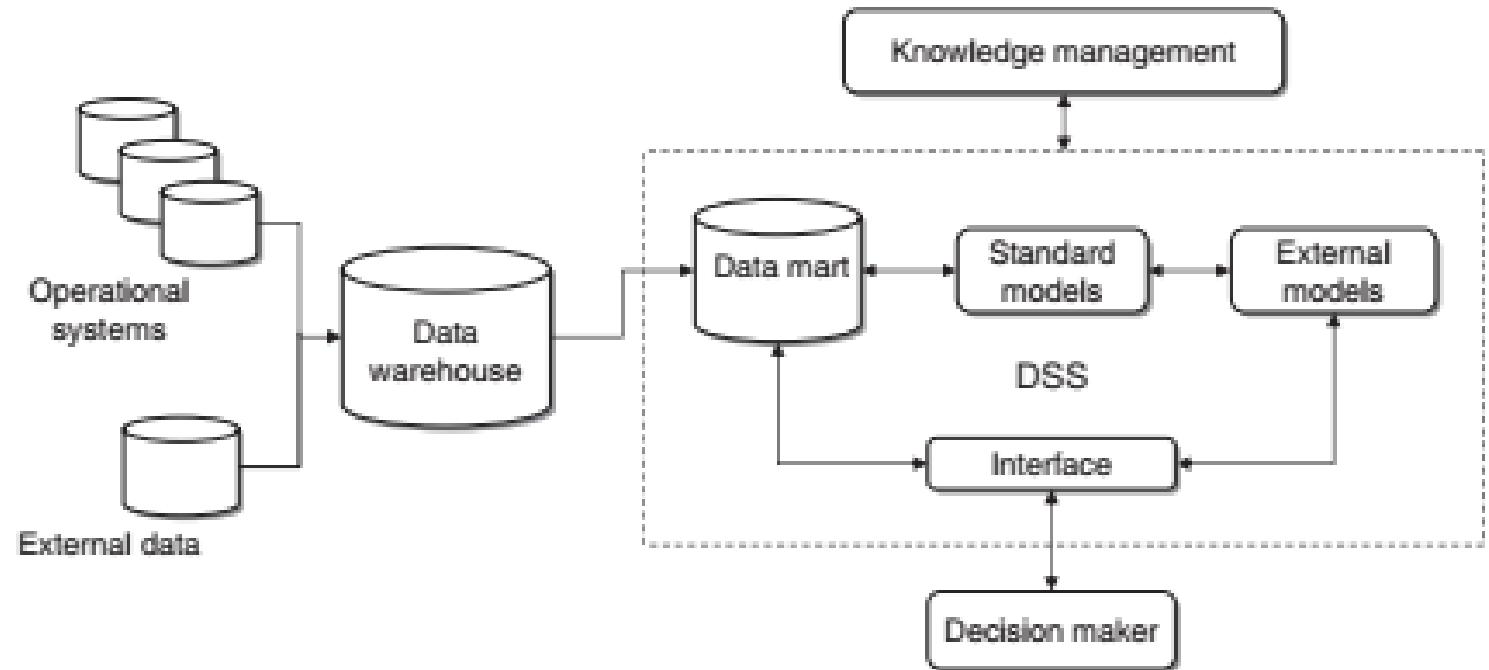 Knowledge management
Operational
systems
Data
warehouse
Data mart
Standard
models
External
models
DSS
Interface
External data
Decision maker